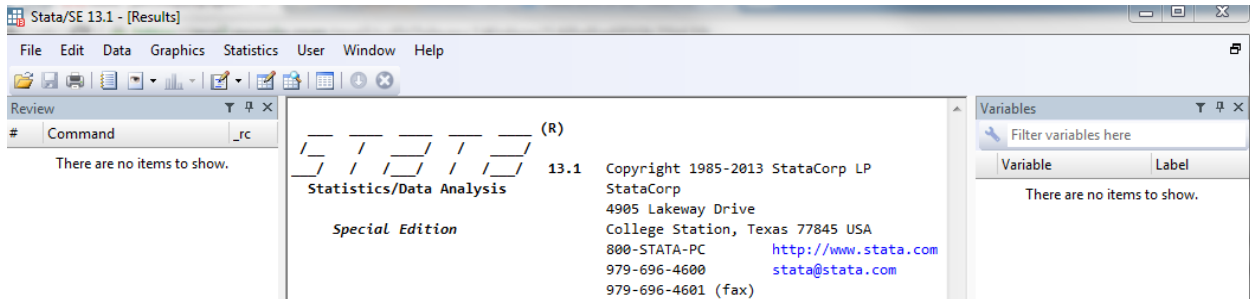 Stata/SE 13.1 - [Results]
File Edit Data Graphics Statistics User Window Help
Review
# Command _rc
There are no items to show.
(R)
stata
13.1 Copyright 1985-2013 StataCorp LP
Statistics/Data Analysis StataCorp
4905 Lakeway Drive
Special Edition College Station, Texas 77845 USA
800-STATA-PC http://www.stata.com
979-696-4600 stata@stata.com
979-696-4601 (fax)
Variables
Filter variables here
Variable Label
There are no items to show.